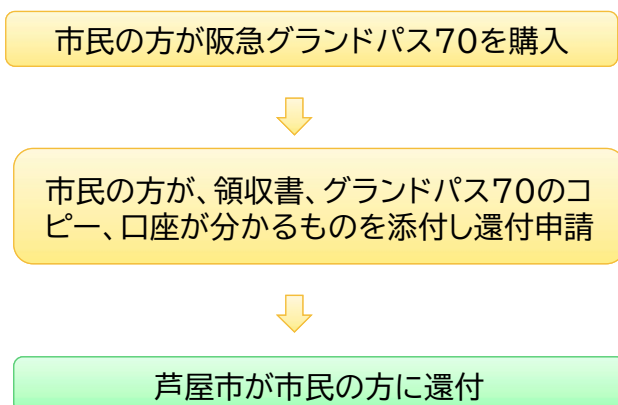 市民の方が阪急グランドパス70を購入
市民の方が、領収書、グランドパス70のコ
ピー、口座が分かるものを添付し還付申請
芦屋市が市民の方に還付